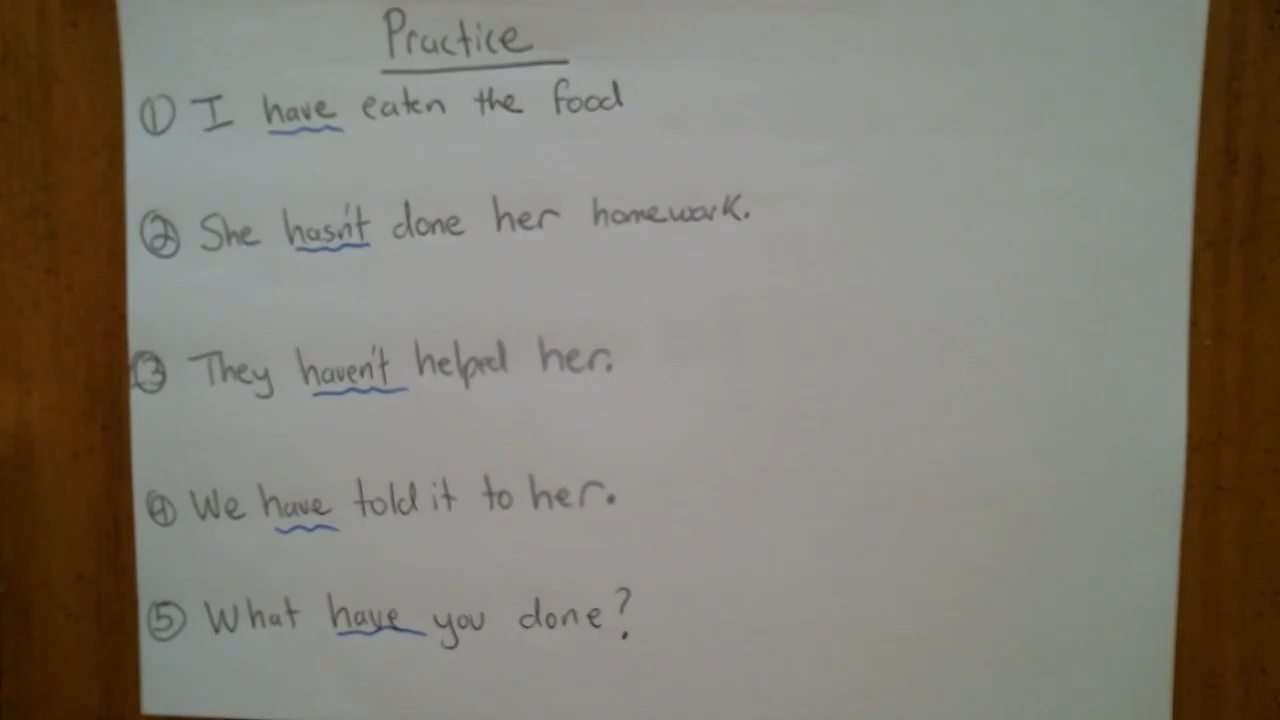 Practice
① I have eaten the food
② She hasn't done her homework.
③ They haven't helped her.
④ We have told it to her.
⑤ What have you done?